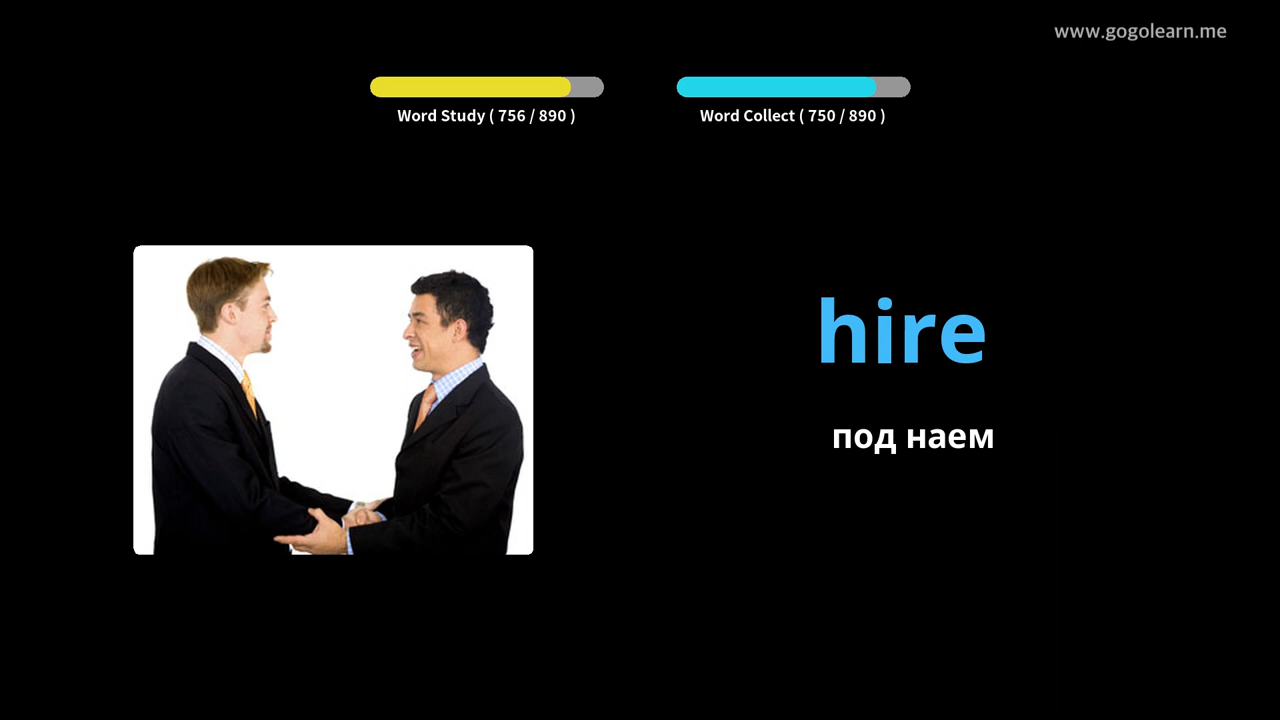 www.gogolearn.me
Word Study ( 756 / 890 )
Word Collect ( 750 / 890 )
hire
под наем